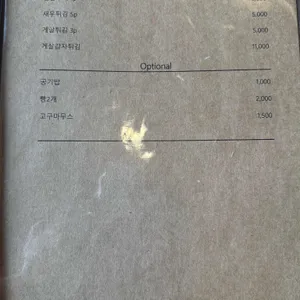 새우튀김 5p 5,000
게살튀김 3p 5,000
게살감자튀김 11,000
Optional
공기밥 1,000
빵2개 2,000
고구마무스 1,500